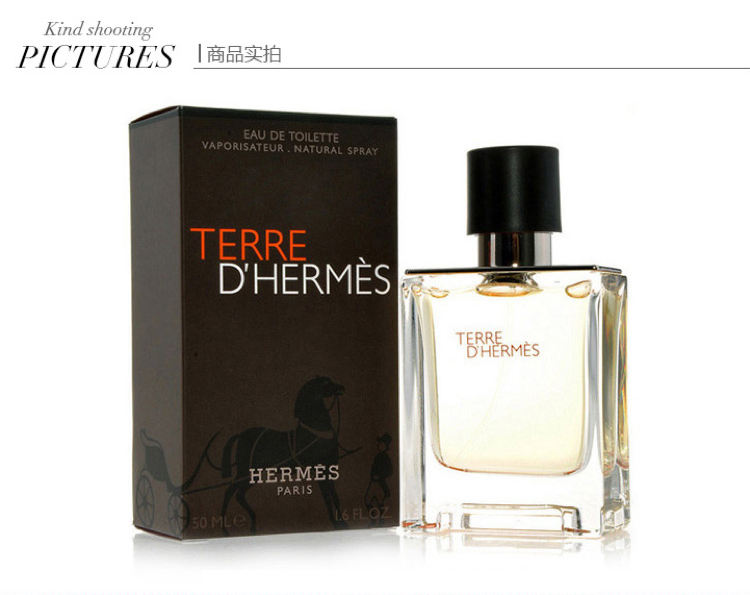 Kind shooting
PICTURES
商品实拍
EAU DE TOILETTE
VAPORISATEUR . NATURAL SPRAY
TERRE
D'HERMÈS
HERMÈS
PARIS
50 ML e
1.6 FL.OZ.
TERRE
D'HERMÈS